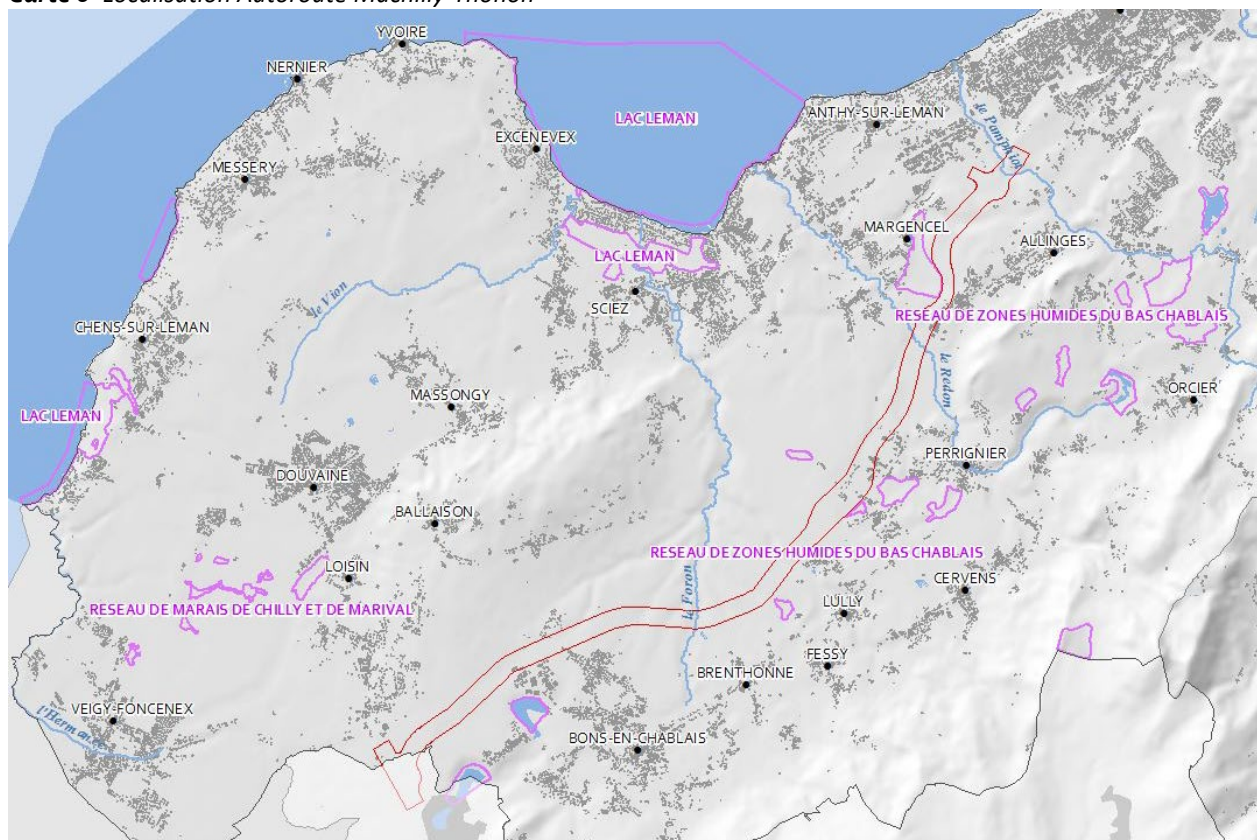 Carte 6 Localisation Autoroute Machilly-Thonon
YVOIRE
NERNIER
LAC LEMAN
ANTHY-SUR-LEMAN
le Pamphiot
EXCENEVEX
MESSERY
MARGENCEL
ALLINGES
LAC LEMAN
le Vion
SCIEZ
RESEAU DE ZONES HUMIDES DU BAS CHABLAIS
CHENS-SUR-LEMAN
le Redon
ORCIER
MASSONGY
LAC LEMAN
PERRIGNIER
DOUVAINE
BALLAISON
RESEAU DE ZONES HUMIDES DU BAS CHABLAIS
LOISIN
CERVENS
RESEAU DE MARAIS DE CHILLY ET DE MARIVAL
le Foron
LULLY
FESSY
BRENTHONNE
VEIGY-FONCENEX
BONS-EN-CHABLAIS